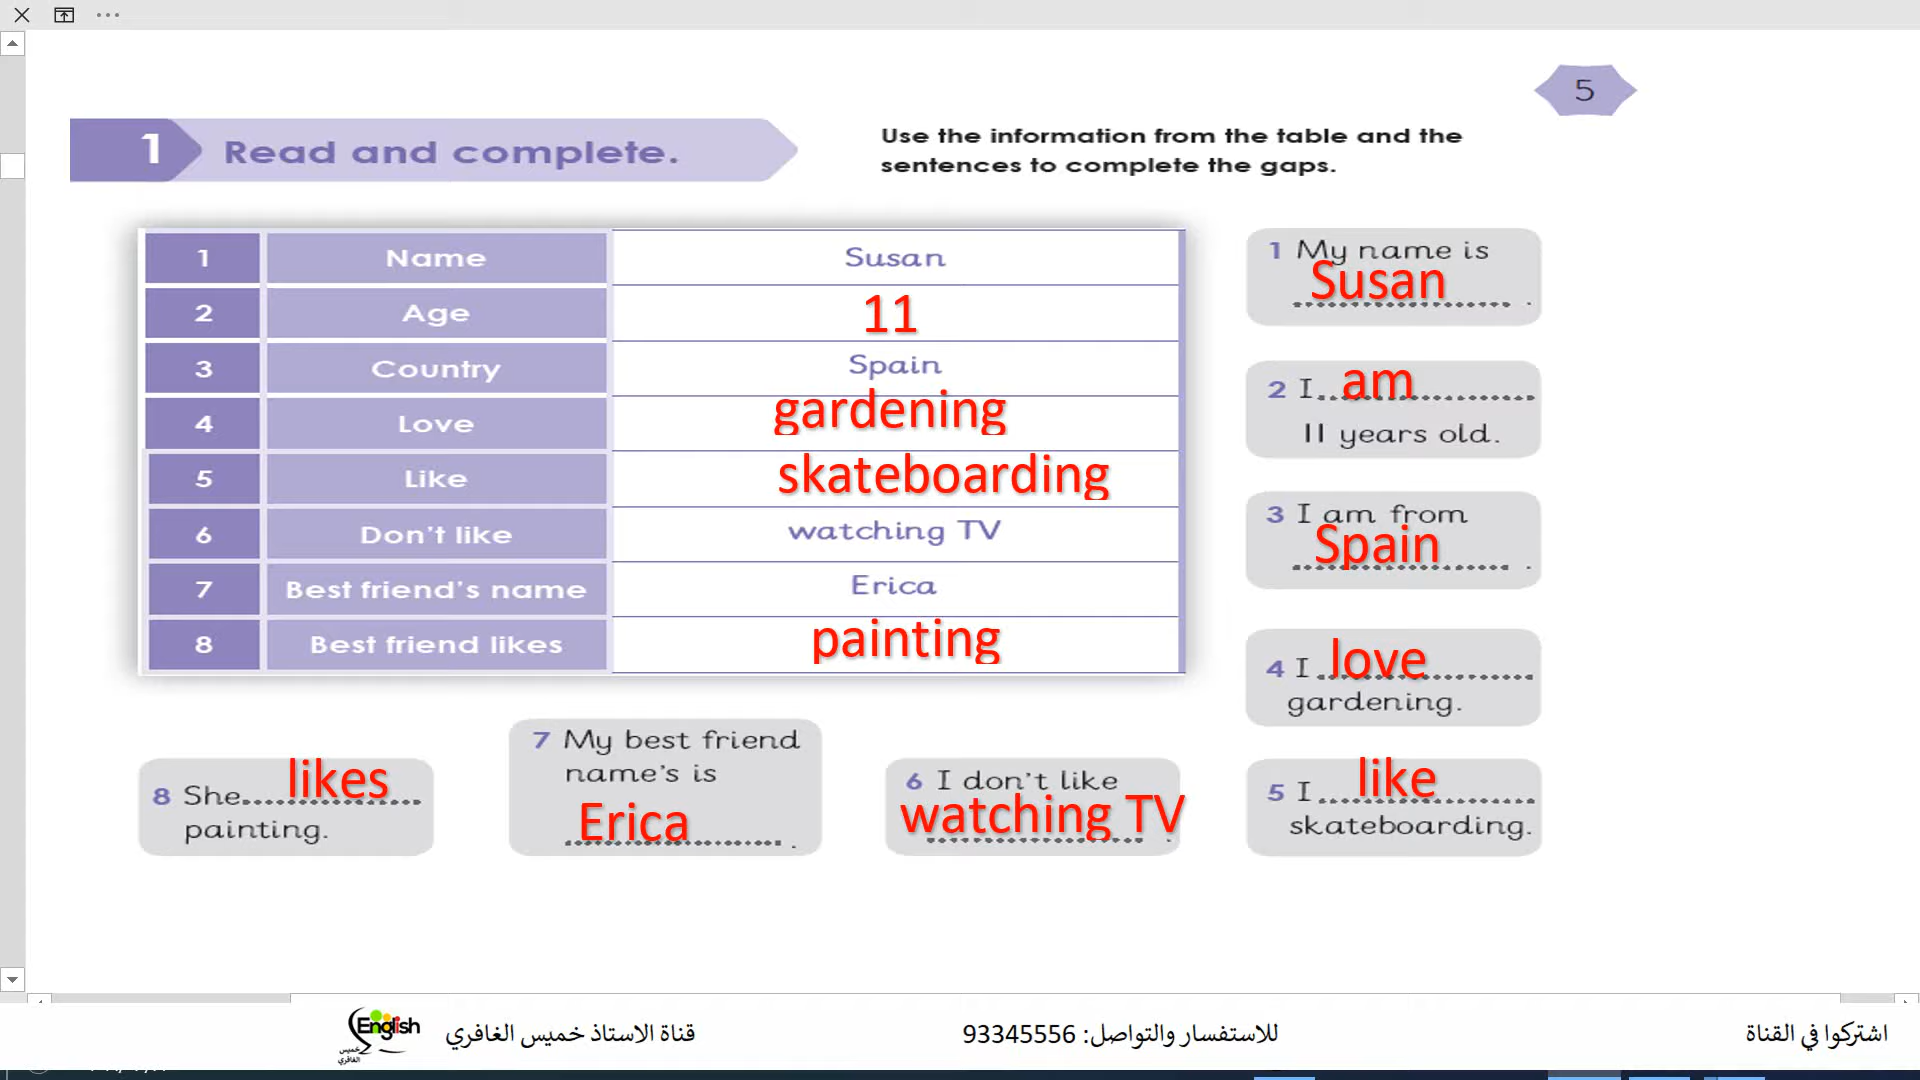 5
1 Read and complete.
Use the information from the table and the
sentences to complete the gaps.
1 Name Susan
2 Age 11
3 Country Spain
4 Love gardening
5 Like skateboarding
6 Don't like watching TV
7 Best friend's name Erica
8 Best friend likes painting
1 My name is
Susan .
2 I am
11 years old.
3 I am from
Spain .
4 I love
gardening.
5 I like
skateboarding.
6 I don't like
watching TV .
7 My best friend
name's is
Erica .
8 She likes
painting.
English
خميس
الغافري
قناة الاستاذ خميس الغافري
للاستفسار والتواصل: 93345556
اشتركوا في القناة